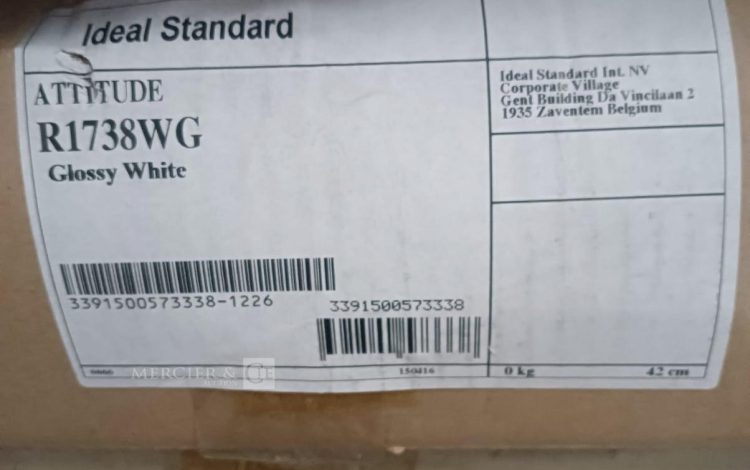 Ideal Standard
ATTITUDE
R1738WG
Glossy White
Ideal Standard Int. NV
Corporate Village
Gent Building Da Vincilaan 2
1935 Zaventem Belgium
3391500573338-1226
3391500573338
MERCIER & CIE
150416
0 kg
42 cm